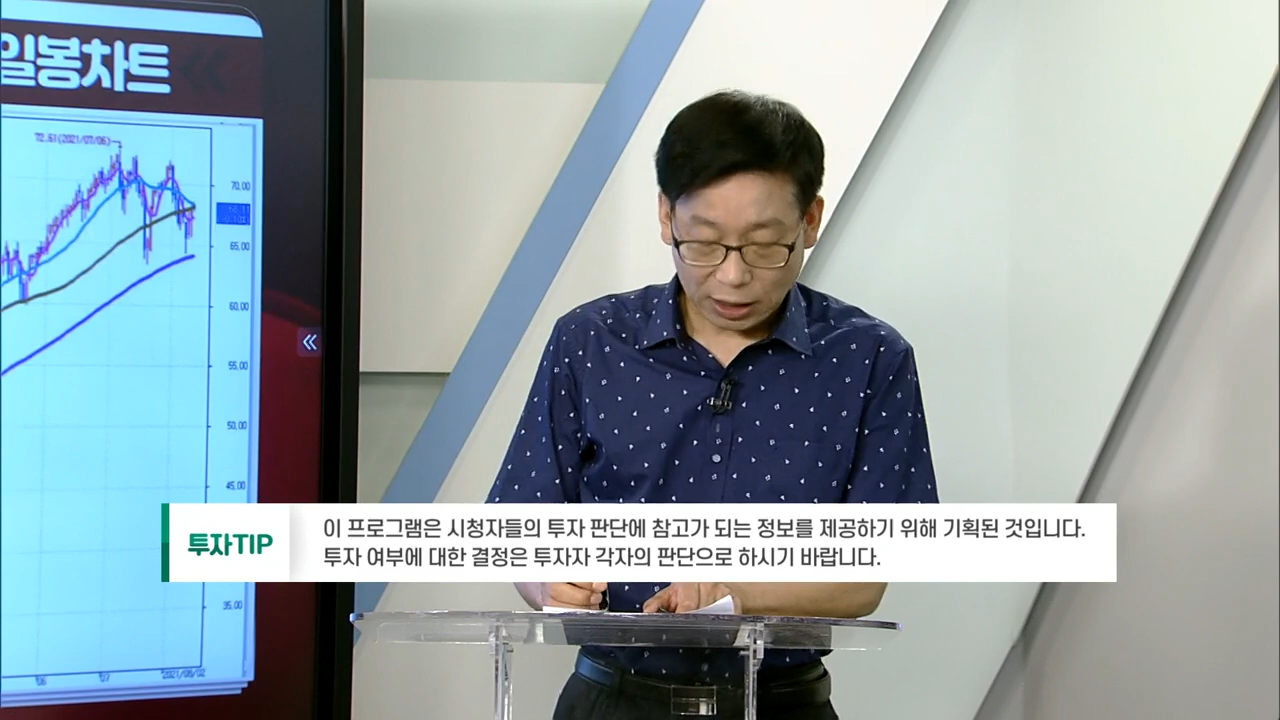 일봉차트
72.61(2021/07/06)
70.00
65.00
60.00
55.00
50.00
45.00
35.00
'06
'07
2021/08/02
투자TIP
이 프로그램은 시청자들의 투자 판단에 참고가 되는 정보를 제공하기 위해 기획된 것입니다.
투자 여부에 대한 결정은 투자자 각자의 판단으로 하시기 바랍니다.